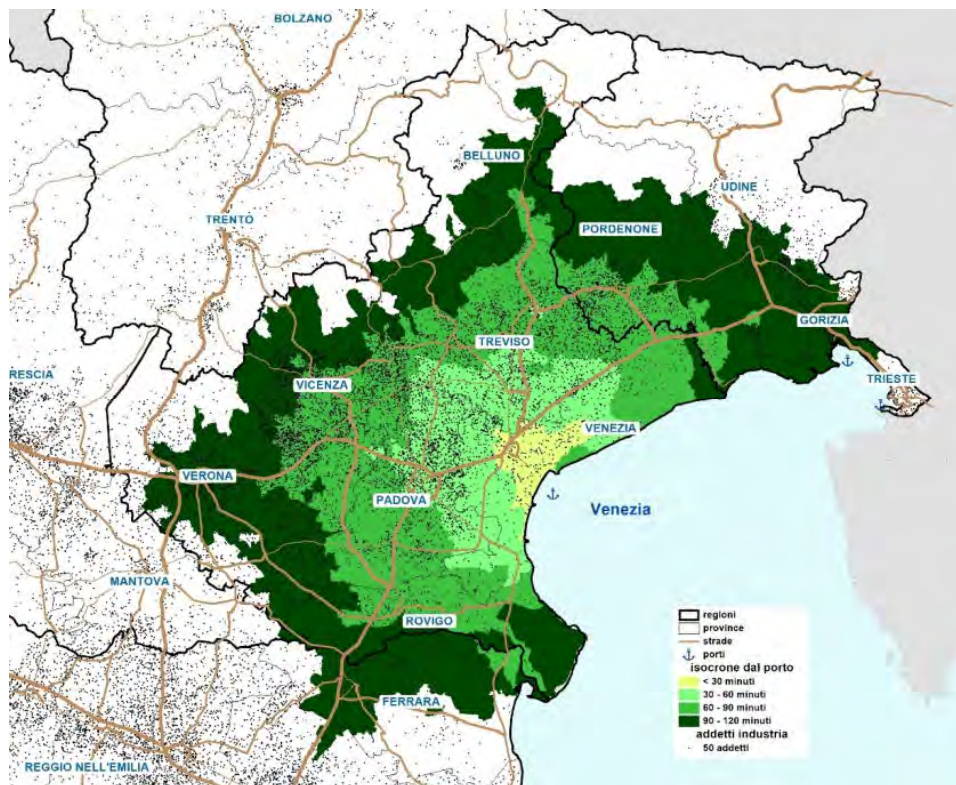 BOLZANO
BELLUNO
UDINE
TRENTO
PORDENONE
GORIZIA
TREVISO
RESCIA
VICENZA
TRIESTE
VENEZIA
VERONA
PADOVA
Venezia
MANTOVA
ROVIGO
FERRARA
REGGIO NELL'EMILIA
regioni
province
strade
porti
isocrone dal porto
< 30 minuti
30 - 60 minuti
60 - 90 minuti
90 - 120 minuti
addetti industria
50 addetti